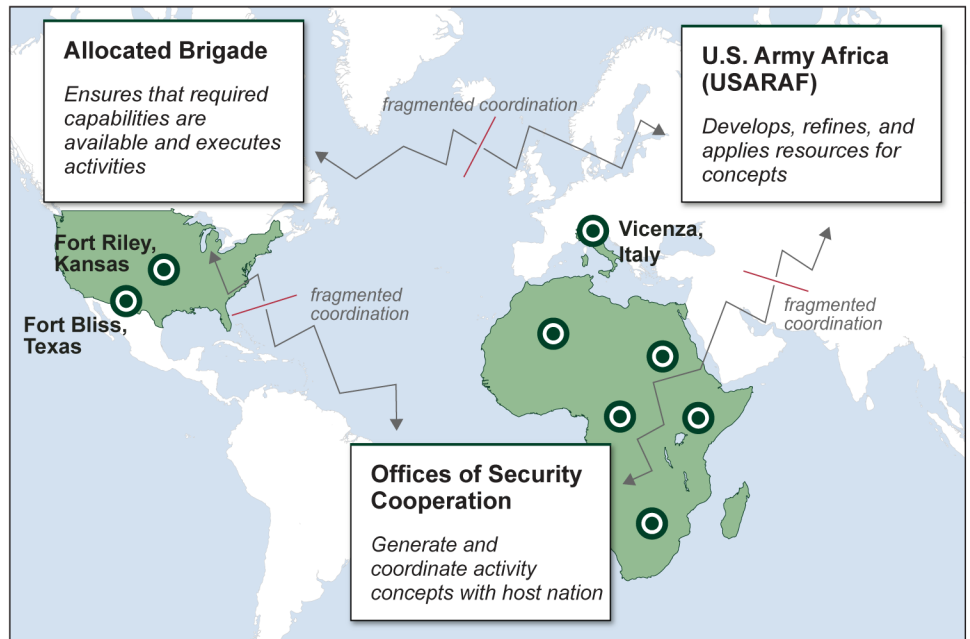 Allocated Brigade
Ensures that required
capabilities are
available and executes
activities
fragmented coordination
U.S. Army Africa
(USARAF)
Develops, refines, and
applies resources for
concepts
Fort Riley,
Kansas
Fort Bliss,
Texas
fragmented
coordination
Vicenza,
Italy
fragmented
coordination
Offices of Security
Cooperation
Generate and
coordinate activity
concepts with host nation